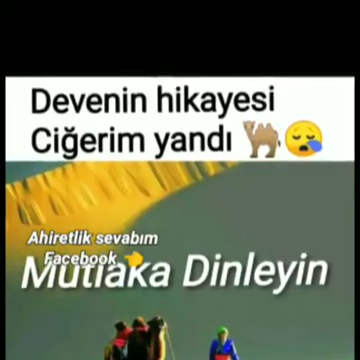 Devenin hikayesi
Ciğerim yandı 🐫😪
Ahiretlik sevabım
Facebook 👈
Mutlaka Dinleyin